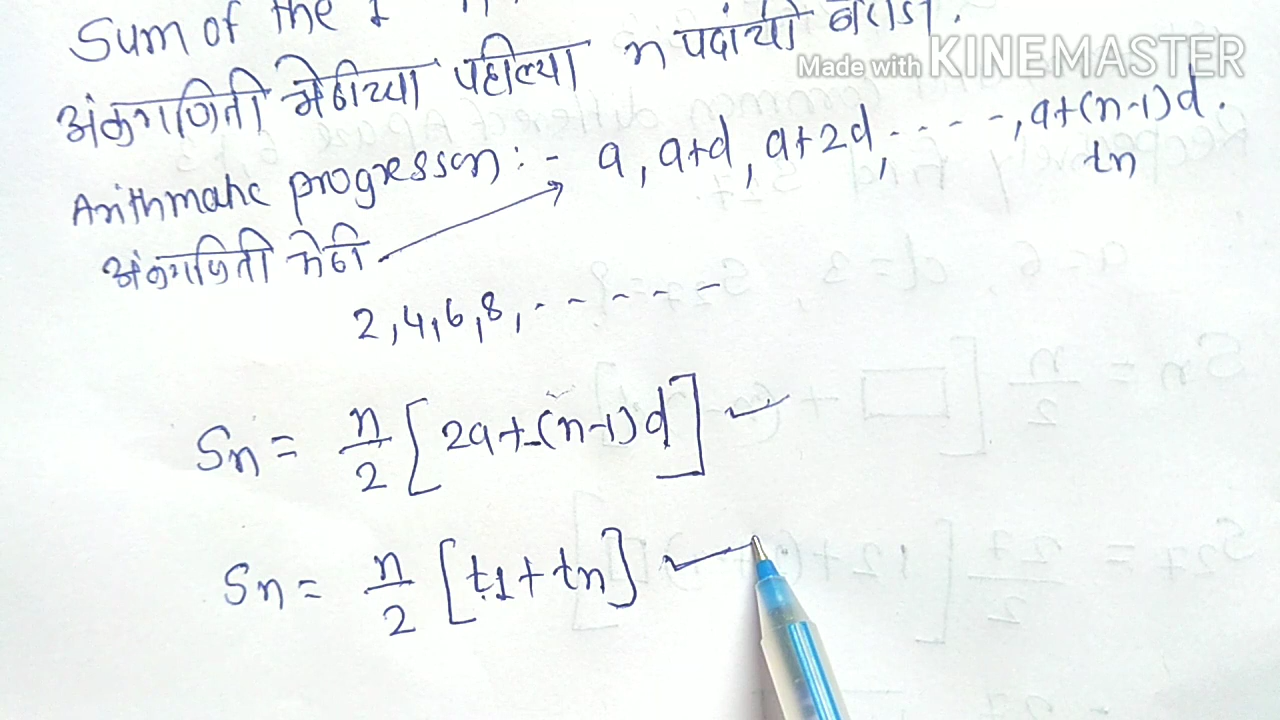 Sum of the
अंकगणिती श्रेढीच्या पहिल्या n पदांची बेरीज.
Made with KINEMASTER
Arithmatic progresson :- a, a+d, a+2d, - - - -, a+(n-1)d.
tn
अंकगणिती श्रेढी
2,4,6,8, - - - - - -
Sn = n/2 [2a+(n-1)d]
Sn = n/2 [t1+tn]